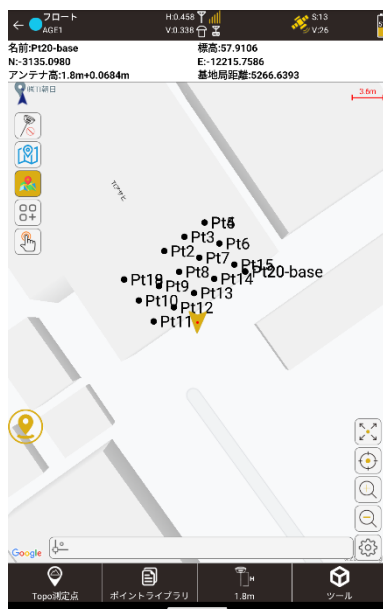 フロート
AGE1
H:0.458
V:0.338
S:13
V:26
名前:Pt20-base
標高:57.9106
N:-3135.0980
E:-12215.7586
アンテナ高:1.8m+0.0684m
基地局距離:5266.6393
3.6m
Pt3
Pt6
Pt2
Pt7
Pt15
Pt20-base
Pt8
Pt14
Pt9
Pt13
Pt10
Pt12
Pt11
Google
Topo測定点
ポイントライブラリ
1.8m
ツール